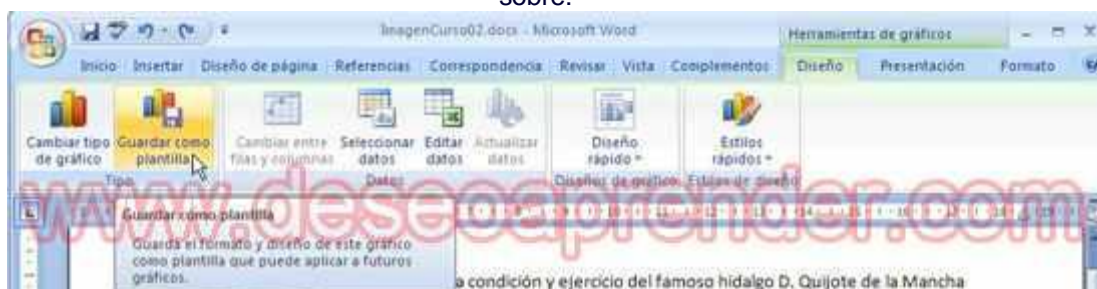 sobre:
ImagenCurso02.docx - Microsoft Word
Herramientas de gráficos
Inicio Insertar Diseño de página Referencias Correspondencia Revisar Vista Complementos Diseño Presentación Formato
Cambiar tipo de gráfico
Guardar como plantilla
Cambiar entre filas y columnas
Seleccionar datos
Editar datos
Actualizar datos
Diseño rápido
Estilos rápidos
Tipo
Datos
Diseños de gráfico
Estilos de diseño
www.deseoaprender.com
Guardar como plantilla
Guarda el formato y diseño de este gráfico
como plantilla que puede aplicar a futuros
gráficos.
a condición y ejercicio del famoso hidalgo D. Quijote de la Mancha